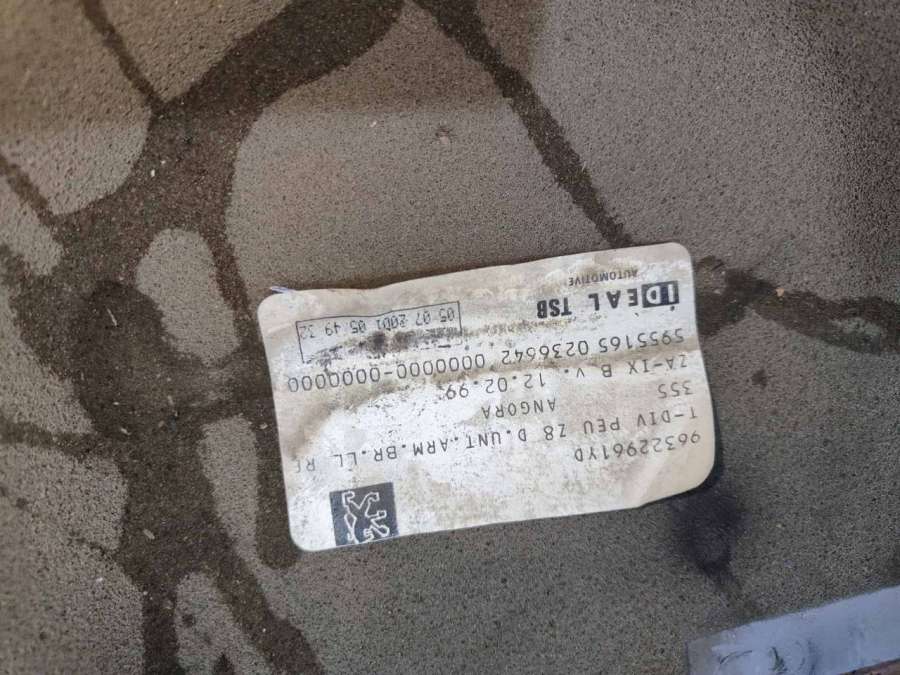 96322961YD
T-DIV PEU Z8 D.UNT.ARM.BR.LL RE
355 ANGORA
ZA-IX B v. 12.02.99
5955165 0236642 0000000-0000000
IDEAL TSB
AUTOMOTIVE
05 07 2001 05 49 32